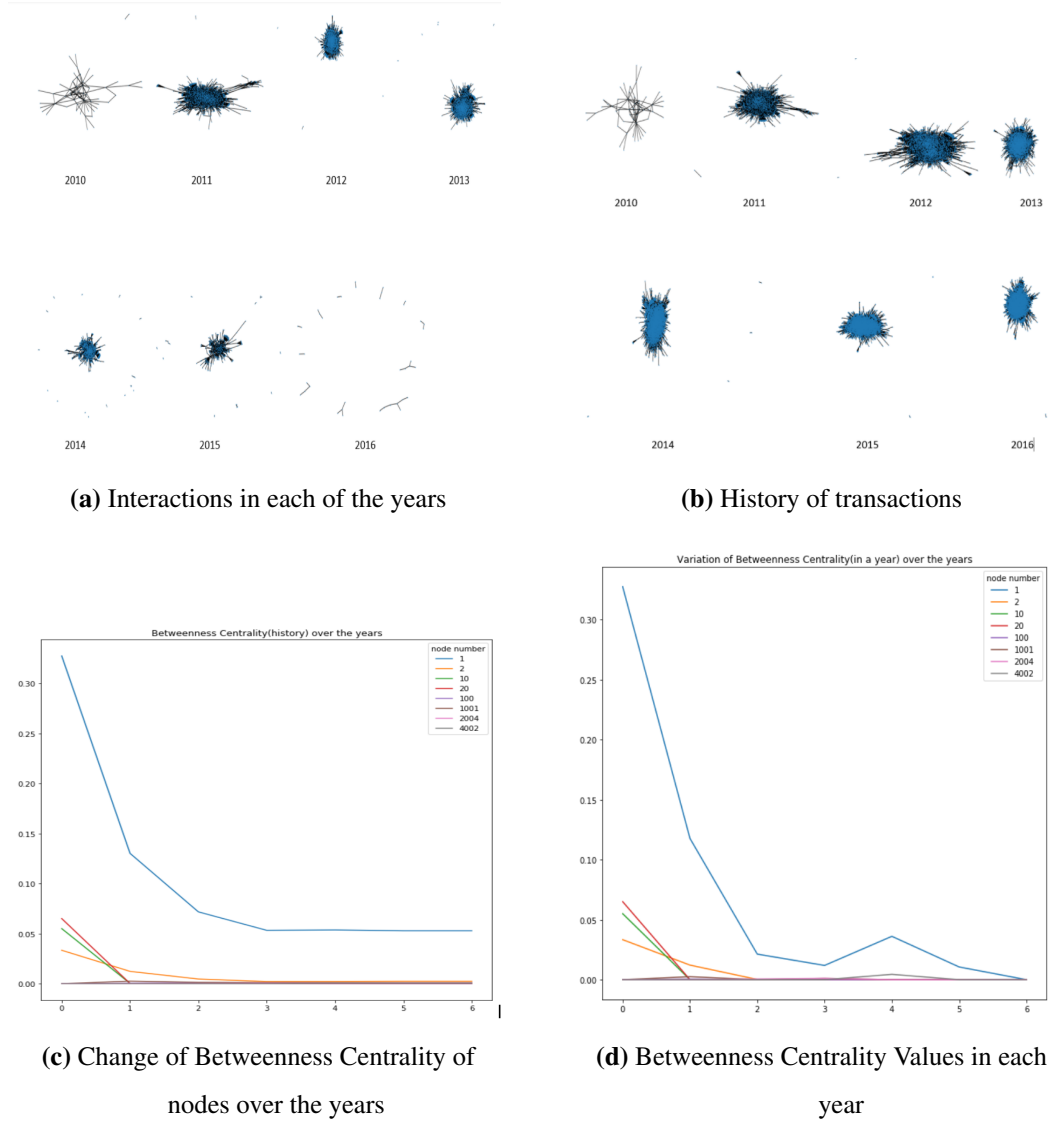 2010 2011 2012 2013
2014 2015 2016
(a) Interactions in each of the years
2010 2011 2012 2013
2014 2015 2016
(b) History of transactions
Betweenness Centrality(history) over the years
node number
1
2
10
20
100
1001
2004
4002
0.30
0.25
0.20
0.15
0.10
0.05
0.00
0 1 2 3 4 5 6
(c) Change of Betweenness Centrality of
nodes over the years
Variation of Betweenness Centrality(in a year) over the years
node number
1
2
10
20
100
1001
2004
4002
0.30
0.25
0.20
0.15
0.10
0.05
0.00
0 1 2 3 4 5 6
(d) Betweenness Centrality Values in each
year